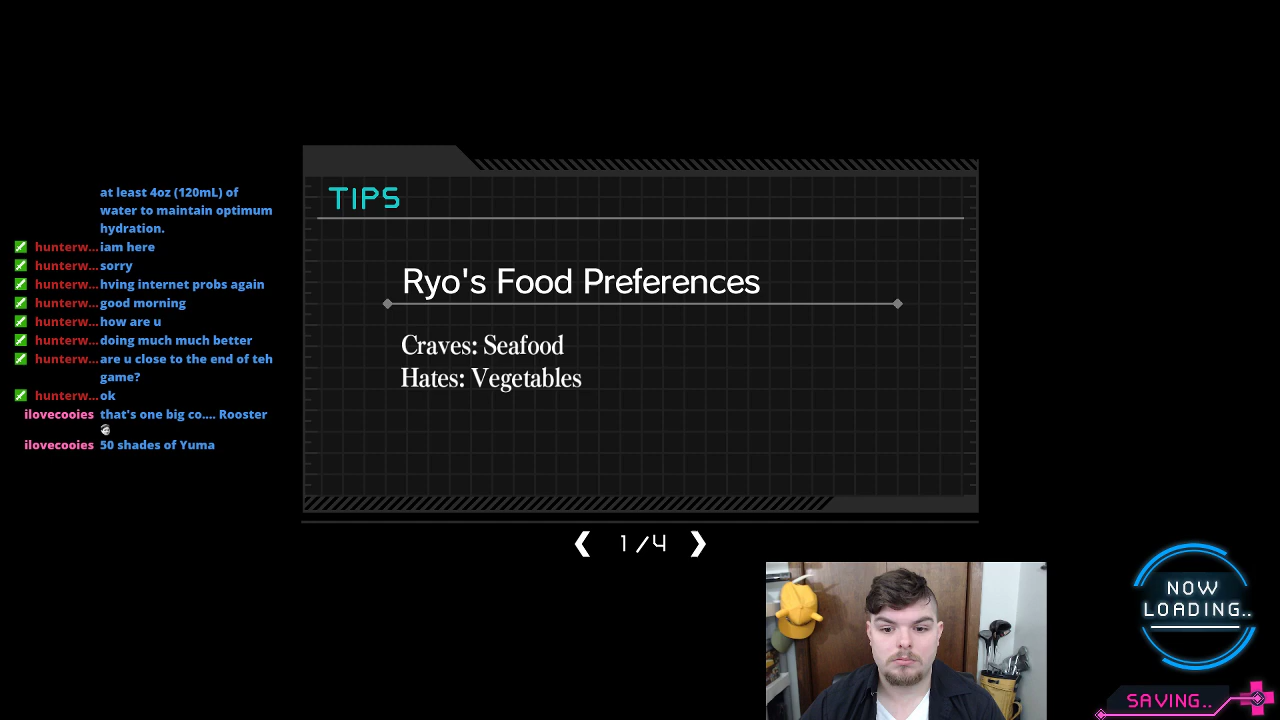 at least 4oz (120mL) of
water to maintain optimum
hydration.
hunterw... iam here
hunterw... sorry
hunterw... hving internet probs again
hunterw... good morning
hunterw... how are u
hunterw... doing much much better
hunterw... are u close to the end of teh
game?
hunterw... ok
ilovecooies that's one big co.... Rooster
ilovecooies 50 shades of Yuma
TIPS
Ryo's Food Preferences
Craves: Seafood
Hates: Vegetables
❮ 1/4 ❯
NOW
LOADING..
SAVING..